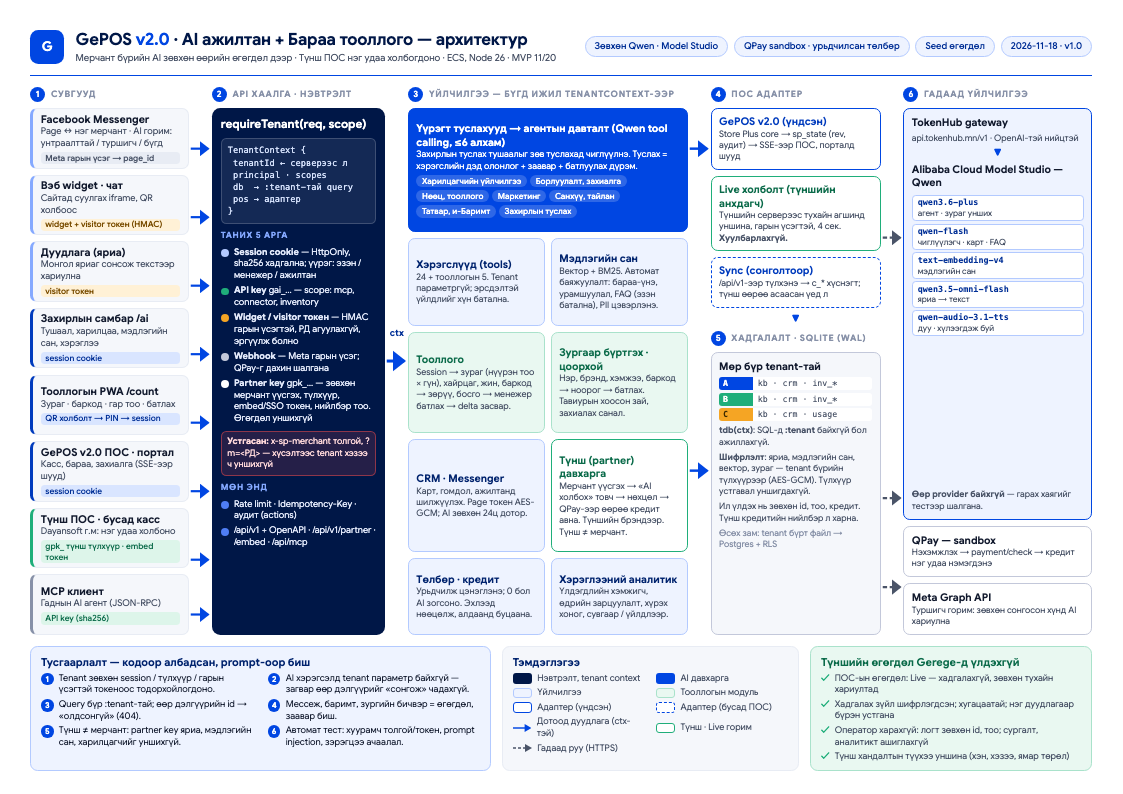 G
GePOS v2.0 · AI ажилтан + Бараа тооллого — архитектур
Мерчант бүрийн AI зөвхөн өөрийн өгөгдөл дээр · Түнш ПОС нэг удаа холбогдоно · ECS, Node 26 · MVP 11/20
Зөвхөн Qwen · Model Studio
QPay sandbox · урьдчилсан төлбөр
Seed өгөгдөл
2026-11-18 · v1.0
1 СУВГУУД
Facebook Messenger
Page ↔ нэг мерчант · AI горим:
унтраалттай / туршигч / бүгд
Meta гарын үсэг → page_id
Вэб widget · чат
Сайтад суулгах iframe, QR
холбоос
widget + visitor токен (HMAC)
Дуудлага (яриа)
Монгол яриаг сонсож текстээр
хариулна
visitor токен
Захирлын самбар /ai
Тушаал, харилцаа, мэдлэгийн
сан, хэрэглээ
session cookie
Тооллогын PWA /count
Зураг · баркод · гар тоо · батлах
QR холболт → PIN → session
GePOS v2.0 ПОС · портал
Касс, бараа, захиалга (SSE-ээр
шууд)
session cookie
Түнш ПОС · бусад касс
Dayansoft г.м: нэг удаа холбоно
gpk_ түнш түлхүүр · embed
токен
MCP клиент
Гаднын AI агент (JSON-RPC)
API key (sha256)
2 API ХААЛГА · НЭВТРЭЛТ
requireTenant(req, scope)
TenantContext {
tenantId ← серверээс л
principal · scopes
db → :tenant-тай query
pos → адаптер
}
ТАНИХ 5 АРГА
Session cookie — HttpOnly,
sha256 хадгална; үүрэг: эзэн /
менежер / ажилтан
API key gai_… — scope: mcp,
connector, inventory
Widget / visitor токен — HMAC
гарын үсэгтэй, РД агуулахгүй,
эргүүлж болно
Webhook — Meta гарын үсэг;
QPay-г дахин шалгана
Partner key gpk_… — зөвхөн
мерчант үүсгэх, түлхүүр,
embed/SSO токен, нийлбэр тоо.
Өгөгдөл уншихгүй
Устгасан: x-sp-merchant толгой, ?
m=<РД> — хүсэлтээс tenant хэзээ
ч уншихгүй
МӨН ЭНД
Rate limit · Idempotency-Key ·
аудит (actions)
/api/v1 + OpenAPI · /api/v1/partner ·
/embed · /api/mcp
ctx
3 ҮЙЛЧИЛГЭЭ — БҮГД ИЖИЛ TENANTCONTEXT-ЭЭР
Үүрэгт туслахууд → агентын давталт (Qwen tool
calling, ≤6 алхам)
Захирлын туслах тушаалыг зөв туслахад чиглүүлнэ. Туслах =
хэрэгслийн дэд олонлог + заавар + батлуулах дүрэм.
Харилцагчийн үйлчилгээ
Борлуулалт, захиалга
Нөөц, тооллого
Маркетинг
Санхүү, тайлан
Татвар, и-Баримт
Захирлын туслах
Хэрэгслүүд (tools)
24 + тооллогын 5. Tenant
параметргүй; эрсдэлтэй
үйлдлийг хүн батална.
Мэдлэгийн сан
Вектор + BM25. Автомат
баяжуулалт: бараа-үнэ,
урамшуулал, FAQ (эзэн
батална), PII цэвэрлэнэ.
Тооллого
Session → зураг (нүүрэн тоо
× гүн), хайрцаг, жин, баркод
→ зөрүү, босго → менежер
батлах → delta засвар.
Зургаар бүртгэх ·
цоорхой
Нэр, брэнд, хэмжээ, баркод
→ ноорог → батлах.
Тавиурын хоосон зай,
захиалах санал.
CRM · Messenger
Карт, гомдол, ажилтанд
шилжүүлэх. Page токен AES-
GCM; AI зөвхөн 24ц дотор.
Түнш (partner)
давхарга
Мерчант үүсгэх → «AI
холбох» товч → нөхцөл →
QPay-ээр өөрөө кредит
авна. Түншийн брэндээр.
Түнш ≠ мерчант.
Төлбөр · кредит
Урьдчилж цэнэглэнэ; 0 бол
AI зогсоно. Эхлээд
нөөцөлж, алдаанд буцаана.
Хэрэглээний аналитик
Үлдэгдлийн хэмжигч,
өдрийн зарцуулалт, хүрэх
хоног, сувгаар / үйлдлээр.
4 ПОС АДАПТЕР
GePOS v2.0 (үндсэн)
Store Plus core → sp_state (rev,
аудит) → SSE-ээр ПОС, порталд
шууд
Live холболт (түншийн
анхдагч)
Түншийн серверээс тухайн агшинд
уншина, гарын үсэгтэй, 4 сек.
Хуулбарлахгүй.
Sync (сонголтоор)
/api/v1-ээр түлхэнэ → c_* хүснэгт;
түнш өөрөө асаасан үед л
5 ХАДГАЛАЛТ · SQLITE (WAL)
Мөр бүр tenant-тай
A kb · crm · inv_*
B kb · crm · inv_*
C kb · crm · usage
tdb(ctx): SQL-д :tenant байхгүй бол
ажиллахгүй.
Шифрлэлт: яриа, мэдлэгийн сан,
вектор, зураг — tenant бүрийн
түлхүүрээр (AES-GCM). Түлхүүр
устгавал уншигдахгүй.
Ил үлдэх нь зөвхөн id, тоо, кредит.
Түнш кредитийн нийлбэр л харна.
Өсөх зам: tenant бүрт файл →
Postgres + RLS
6 ГАДААД ҮЙЛЧИЛГЭЭ
TokenHub gateway
api.tokenhub.mn/v1 · OpenAI-тэй нийцтэй
Alibaba Cloud Model Studio —
Qwen
qwen3.6-plus
агент · зураг унших
qwen-flash
чиглүүлэгч · карт · FAQ
text-embedding-v4
мэдлэгийн сан
qwen3.5-omni-flash
яриа → текст
qwen-audio-3.1-tts
дуу · хүлээгдэж буй
Өөр provider байхгүй — гарах хаягийг
тестээр шалгана.
QPay — sandbox
Нэхэмжлэх → payment/check → кредит
нэг удаа нэмэгдэнэ
Meta Graph API
Туршигч горим: зөвхөн сонгосон хүнд AI
хариулна
Тусгаарлалт — кодоор албадсан, prompt-оор биш
1 Tenant зөвхөн session / түлхүүр / гарын
үсэгтэй токеноос тодорхойлогдоно.
2 AI хэрэгсэлд tenant параметр байхгүй —
загвар өөр дэлгүүрийг «сонгож» чадахгүй.
3 Query бүр :tenant-тай; өөр дэлгүүрийн id →
«олдсонгүй» (404).
4 Мессеж, баримт, зургийн бичвэр = өгөгдөл,
заавар биш.
5 Түнш ≠ мерчант: partner key яриа, мэдлэгийн
сан, харилцагчийг уншихгүй.
6 Автомат тест: хуурамч толгой/токен, prompt
injection, зэрэгцээ ачаалал.
Тэмдэглэгээ
Нэвтрэлт, tenant context
AI давхарга
Үйлчилгээ
Тооллогын модуль
Адаптер (үндсэн)
Адаптер (бусад ПОС)
Дотоод дуудлага (ctx-
тэй)
Түнш · Live горим
Гадаад руу (HTTPS)
Түншийн өгөгдөл Gerege-д үлдэхгүй
ПОС-ын өгөгдөл: Live — хадгалахгүй, зөвхөн тухайн
хариултад
Хадгалах зүйл шифрлэгдсэн; хугацаатай; нэг дуудлагаар
бүрэн устгана
Оператор харахгүй: логт зөвхөн id, тоо; сургалт,
аналитикт ашиглахгүй
Түнш хандалтын түүхээ уншина (хэн, хэзээ, ямар төрөл)